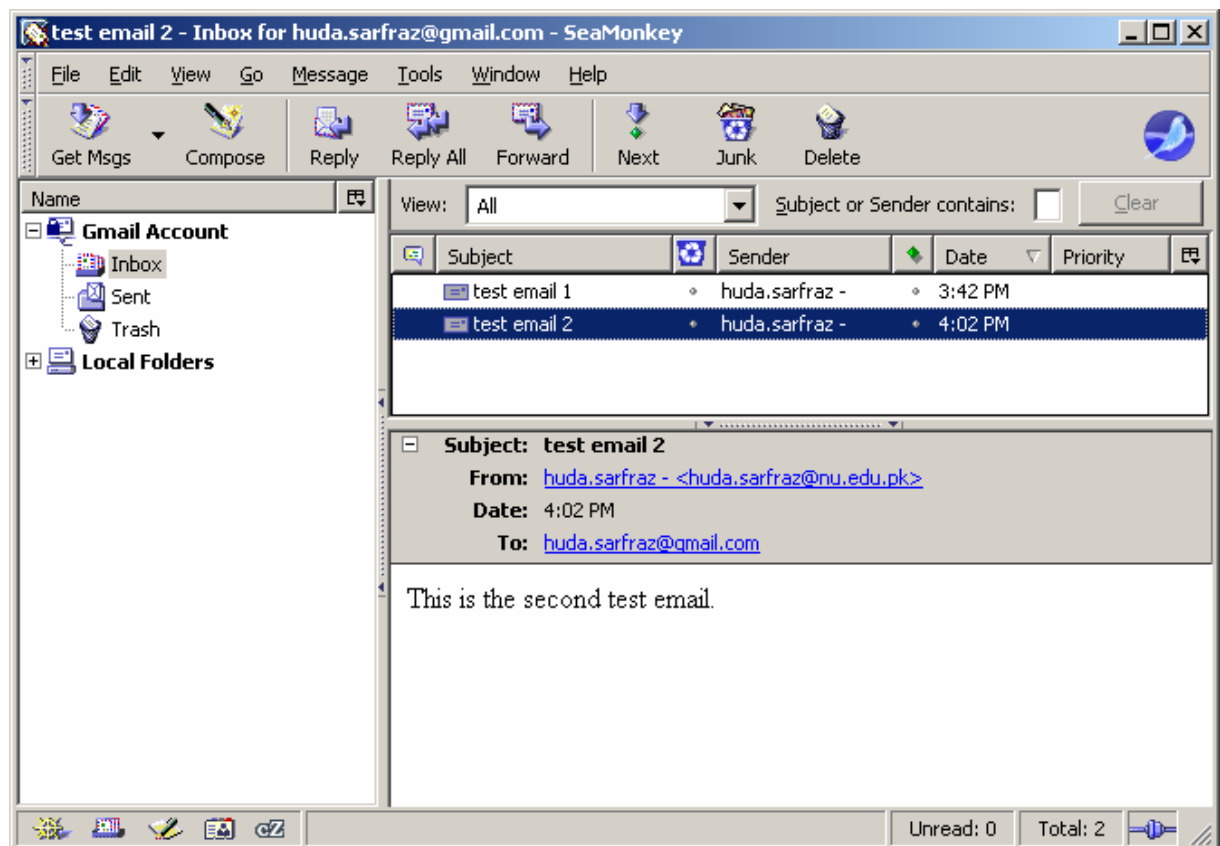 test email 2 - Inbox for huda.sarfraz@gmail.com - SeaMonkey
File Edit View Go Message Tools Window Help
Get Msgs Compose Reply Reply All Forward Next Junk Delete
Name
Gmail Account
Inbox
Sent
Trash
Local Folders
View: All Subject or Sender contains: Clear
Subject Sender Date Priority
test email 1 huda.sarfraz - 3:42 PM
test email 2 huda.sarfraz - 4:02 PM
Subject: test email 2
From: huda.sarfraz - <huda.sarfraz@nu.edu.pk>
Date: 4:02 PM
To: huda.sarfraz@gmail.com
This is the second test email.
cZ
Unread: 0 Total: 2